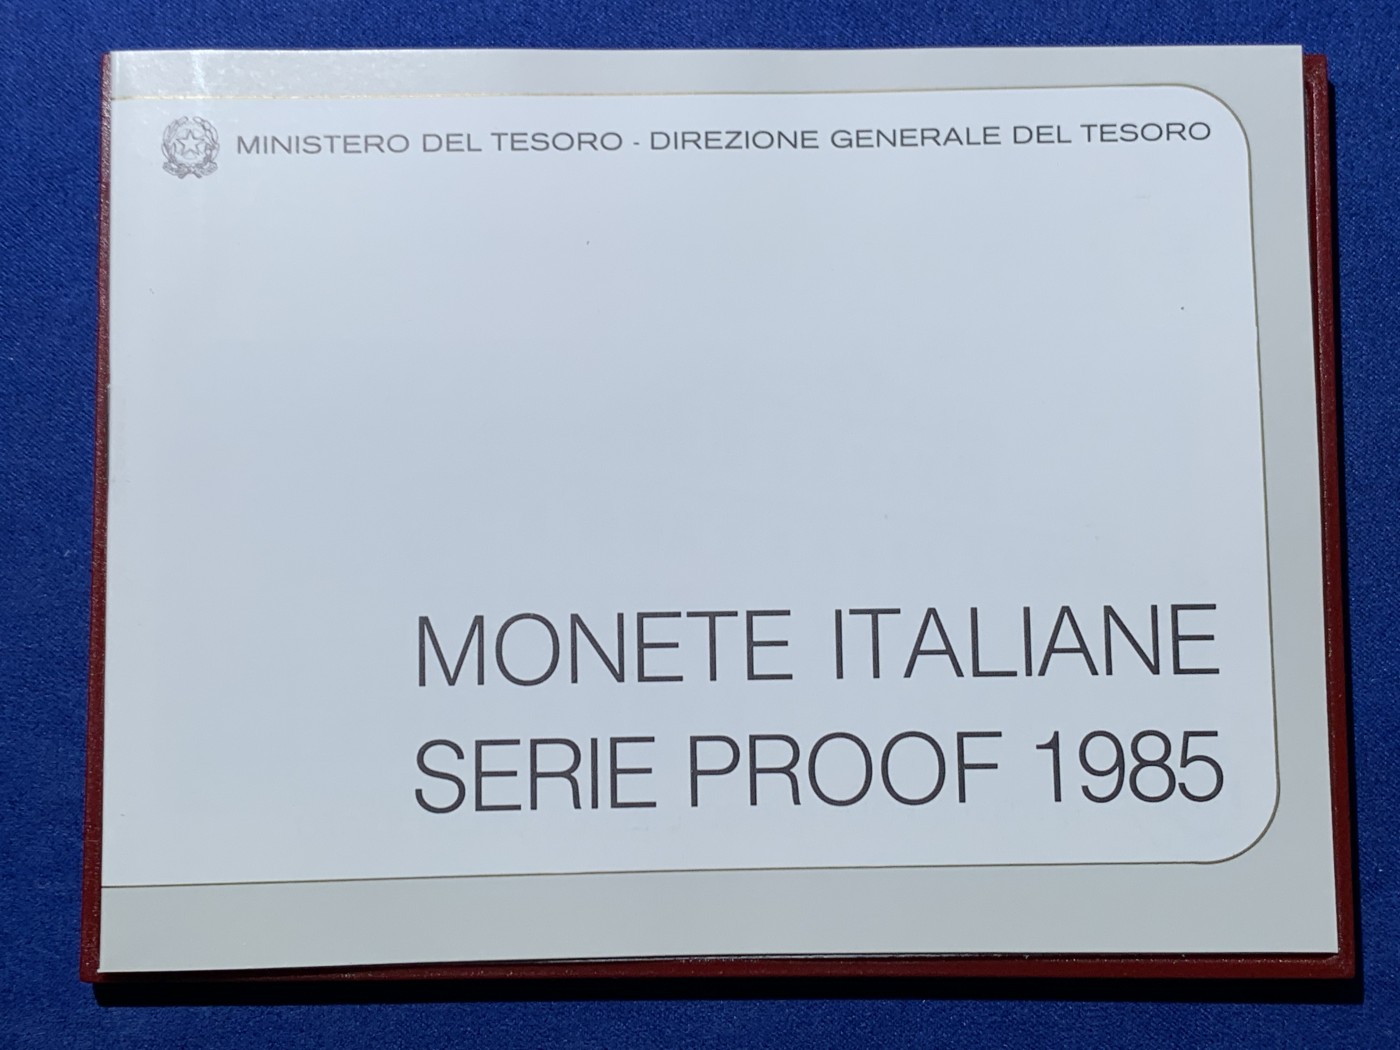 MINISTERO DEL TESORO - DIREZIONE GENERALE DEL TESORO
MONETE ITALIANE
SERIE PROOF 1985